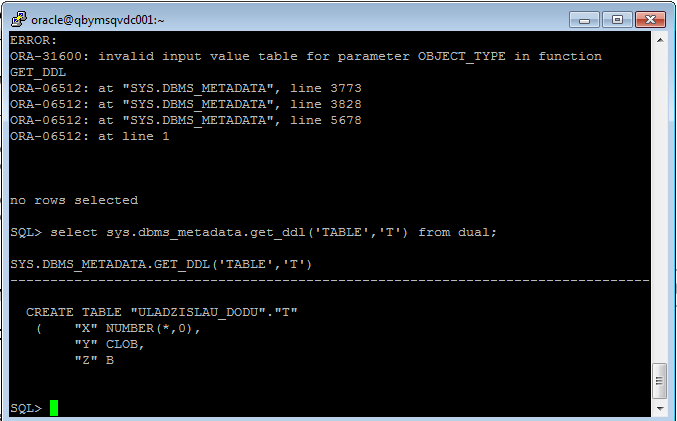 oracle@qbymsqvdc001:~
ERROR:
ORA-31600: invalid input value table for parameter OBJECT_TYPE in function
GET_DDL
ORA-06512: at "SYS.DBMS_METADATA", line 3773
ORA-06512: at "SYS.DBMS_METADATA", line 3828
ORA-06512: at "SYS.DBMS_METADATA", line 5678
ORA-06512: at line 1
no rows selected
SQL> select sys.dbms_metadata.get_ddl('TABLE','T') from dual;
SYS.DBMS_METADATA.GET_DDL('TABLE','T')
--------------------------------------------------------------------------------
CREATE TABLE "ULADZISLAU_DODU"."T"
( "X" NUMBER(*,0),
"Y" CLOB,
"Z" B
SQL>